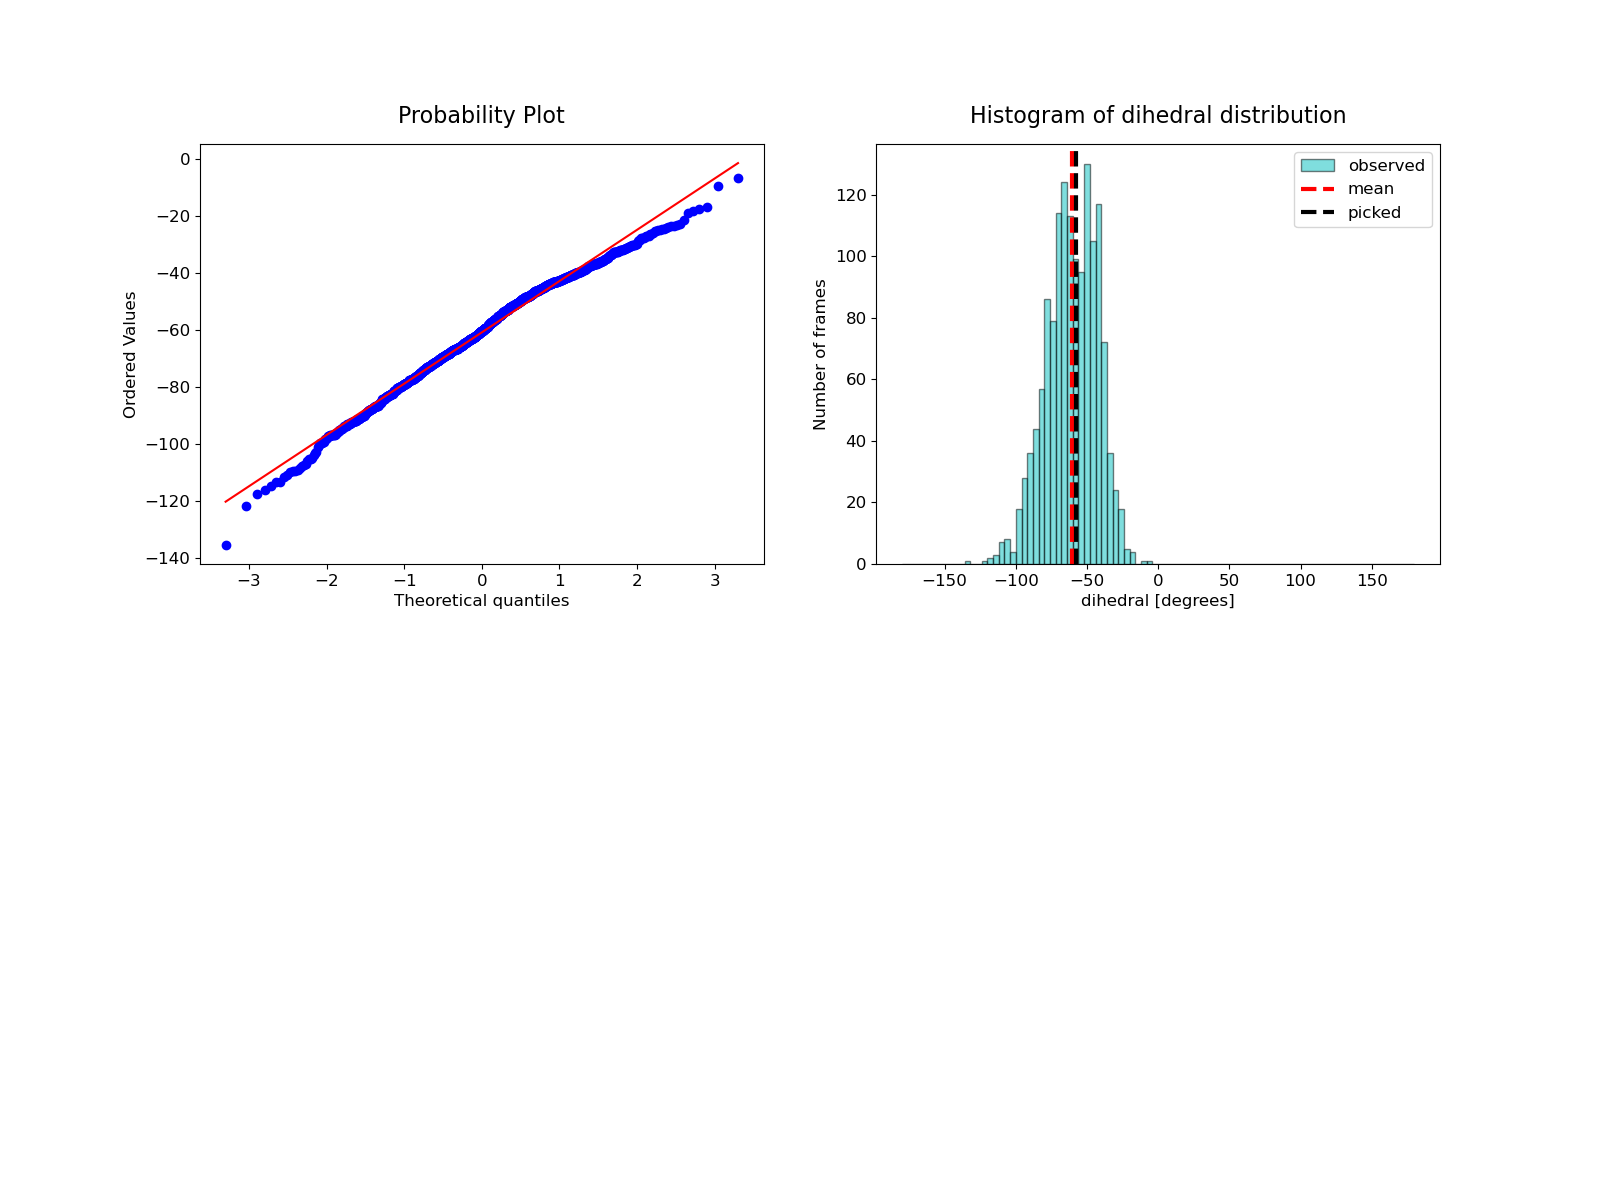 Probability Plot
Ordered Values
0
−20
−40
−60
−80
−100
−120
−140
−3 −2 −1 0 1 2 3
Theoretical quantiles
Histogram of dihedral distribution
Number of frames
120
100
80
60
40
20
0
−150 −100 −50 0 50 100 150
dihedral [degrees]
observed
mean
picked